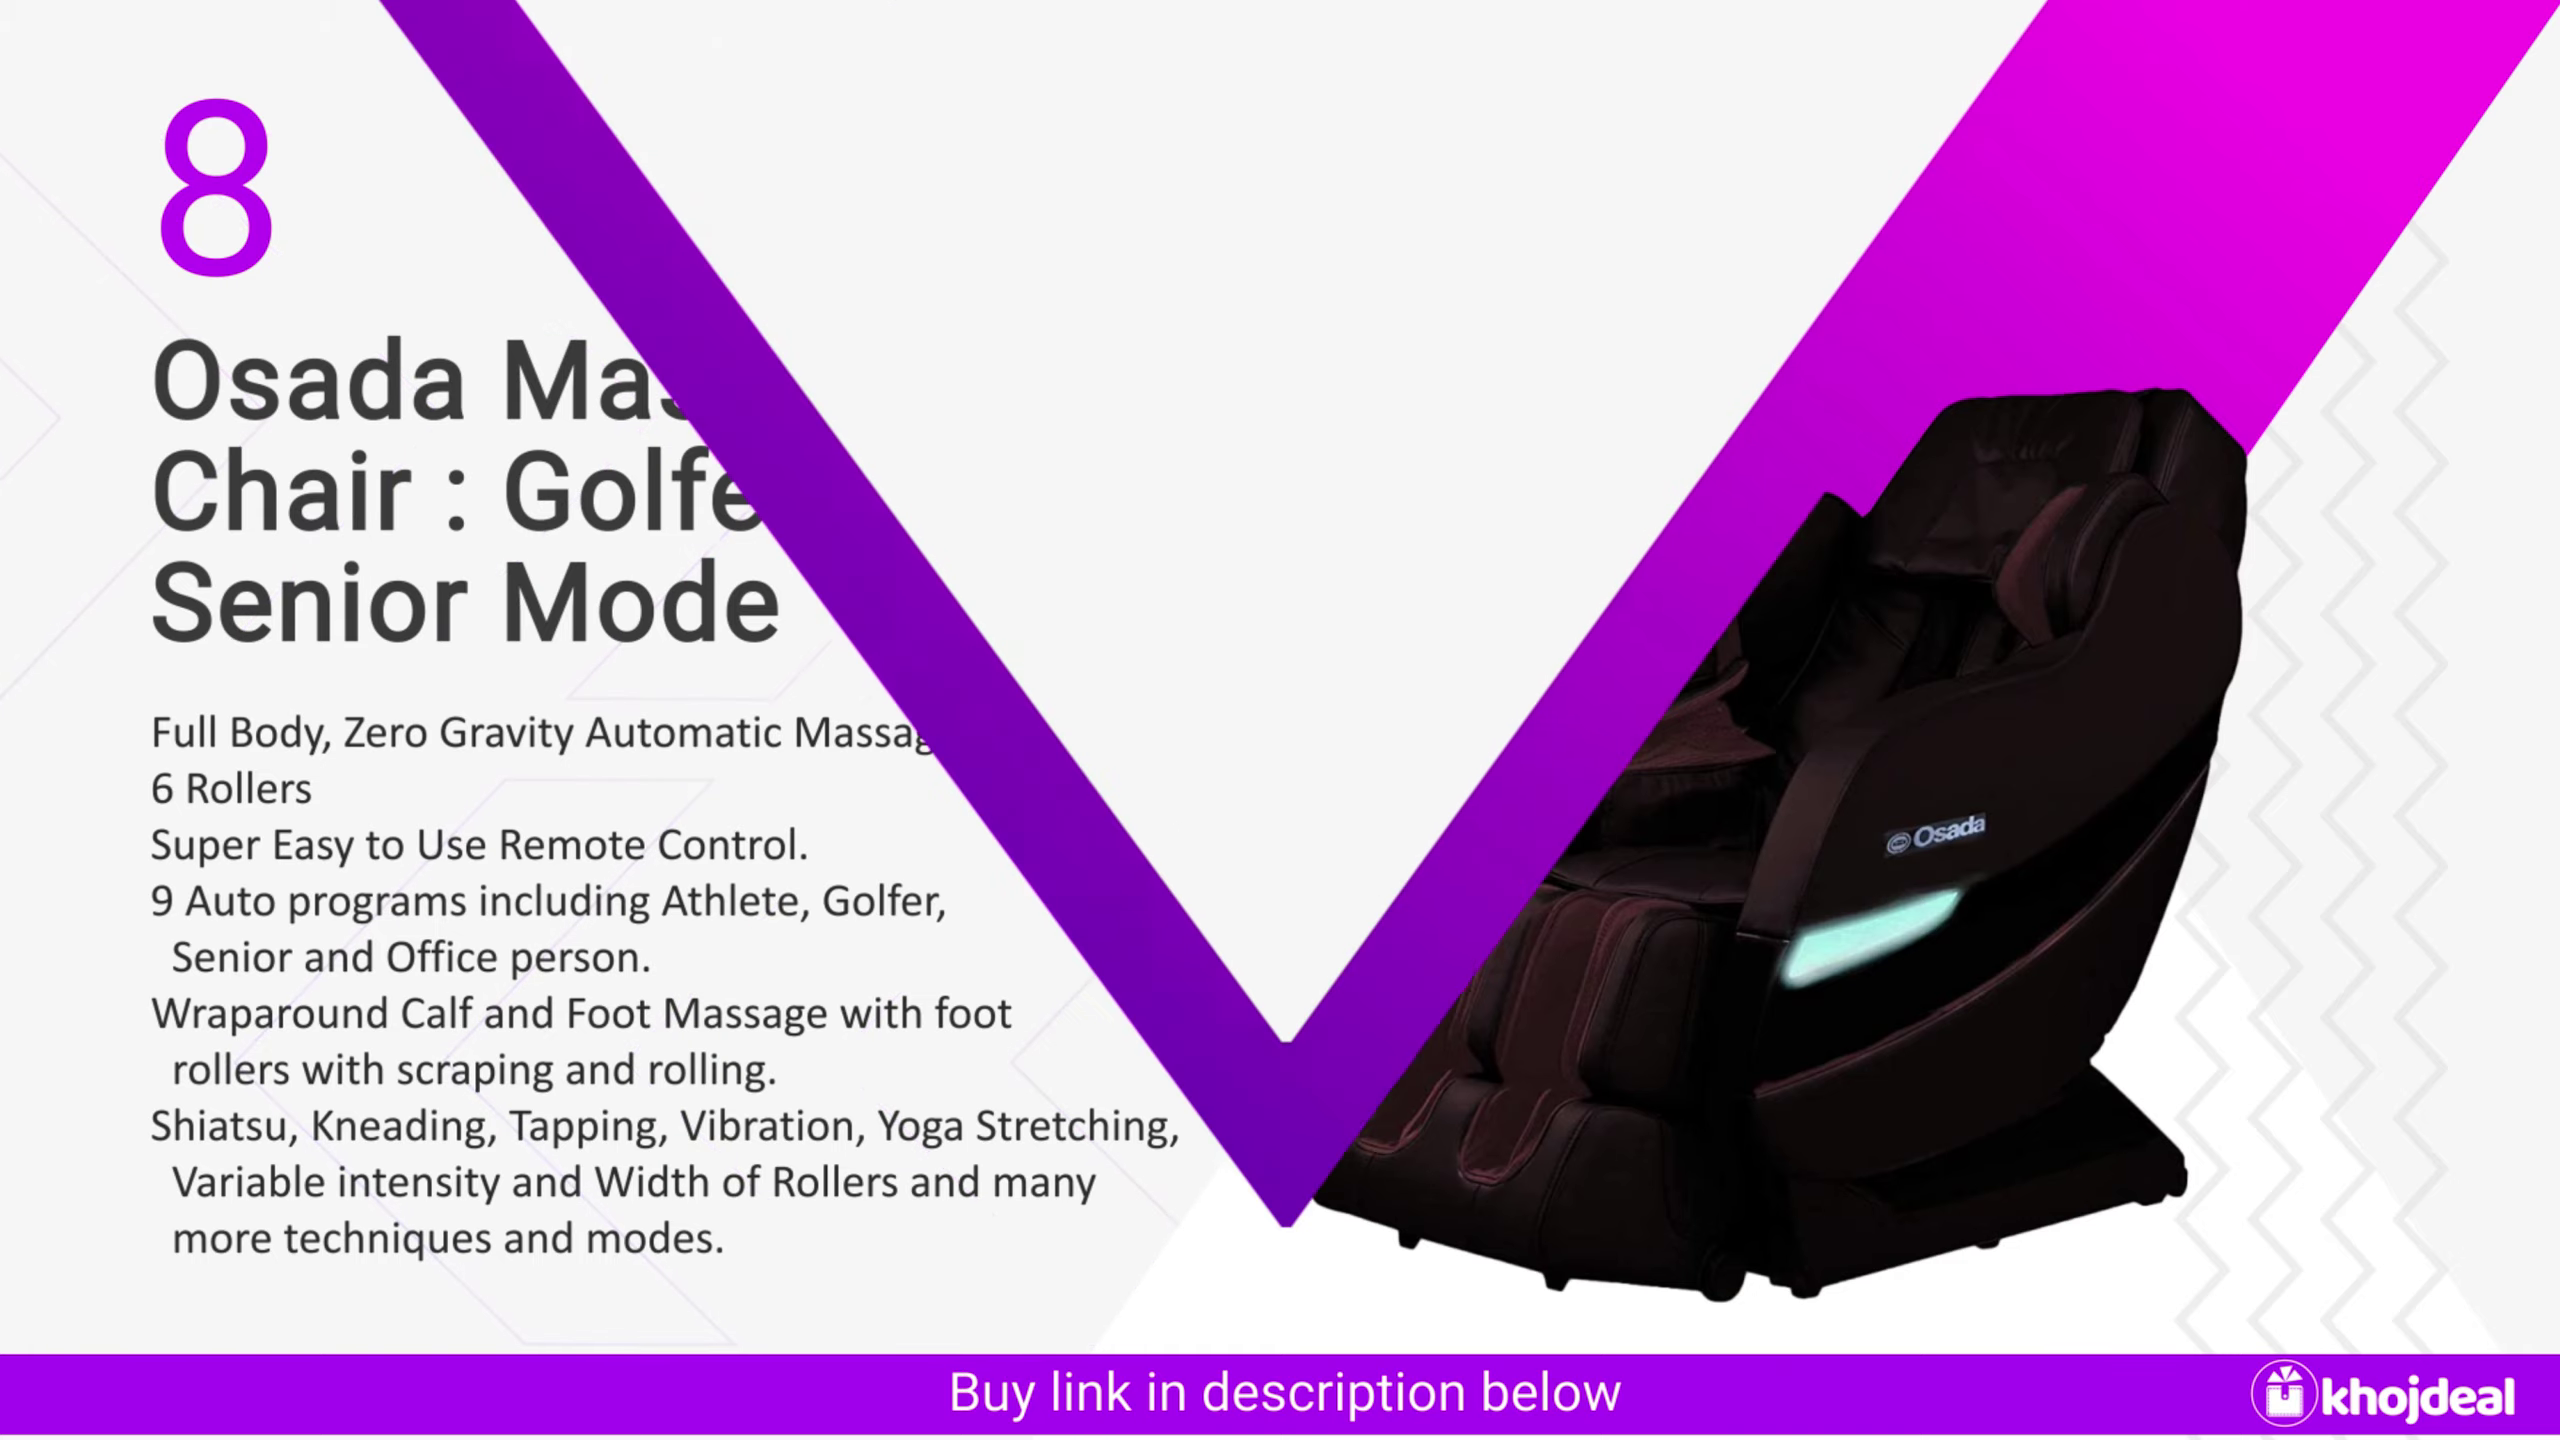 8
Osada Mas
Chair : Golfe
Senior Mode
Full Body, Zero Gravity Automatic Massag
6 Rollers
Super Easy to Use Remote Control.
9 Auto programs including Athlete, Golfer,
Senior and Office person.
Wraparound Calf and Foot Massage with foot
rollers with scraping and rolling.
Shiatsu, Kneading, Tapping, Vibration, Yoga Stretching,
Variable intensity and Width of Rollers and many
more techniques and modes.
Osada
Buy link in description below
khojdeal